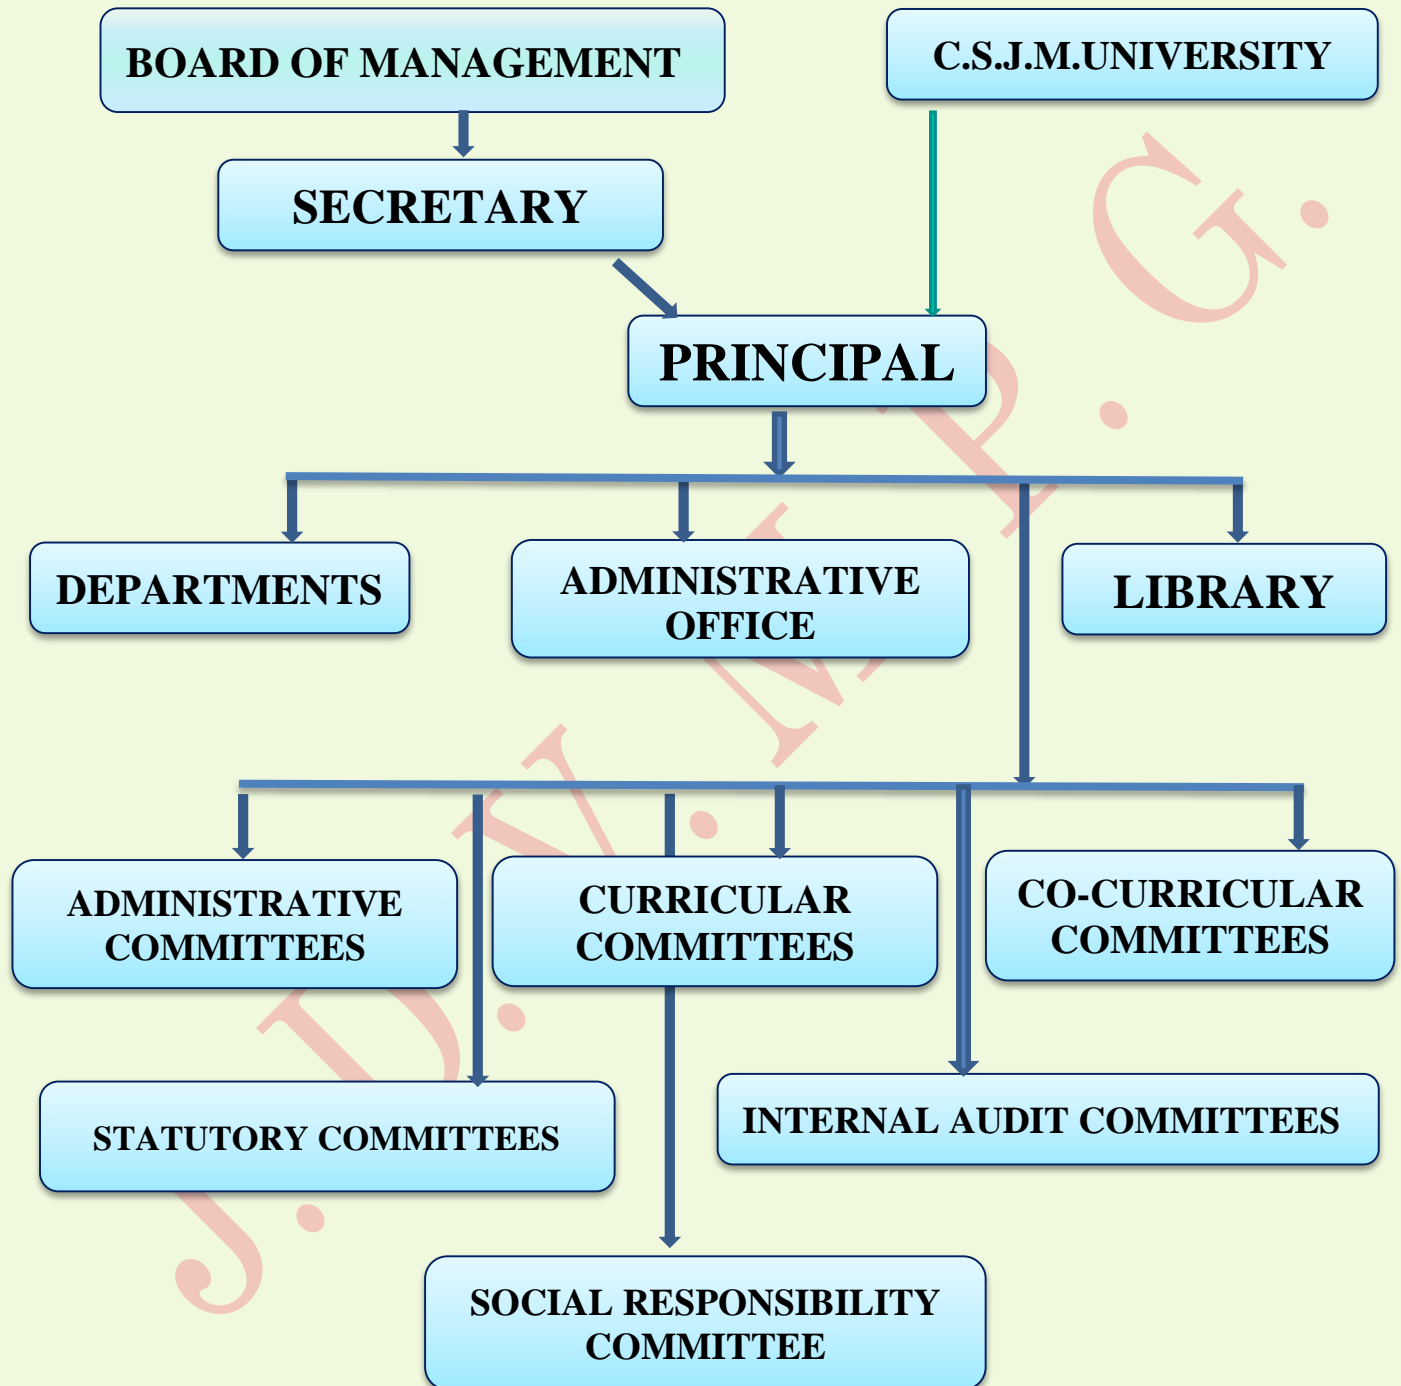 BOARD OF MANAGEMENT
C.S.J.M.UNIVERSITY
SECRETARY
PRINCIPAL
DEPARTMENTS
ADMINISTRATIVE
OFFICE
LIBRARY
ADMINISTRATIVE
COMMITTEES
CURRICULAR
COMMITTEES
CO-CURRICULAR
COMMITTEES
STATUTORY COMMITTEES
INTERNAL AUDIT COMMITTEES
SOCIAL RESPONSIBILITY
COMMITTEE
J. D. V. M P. G.